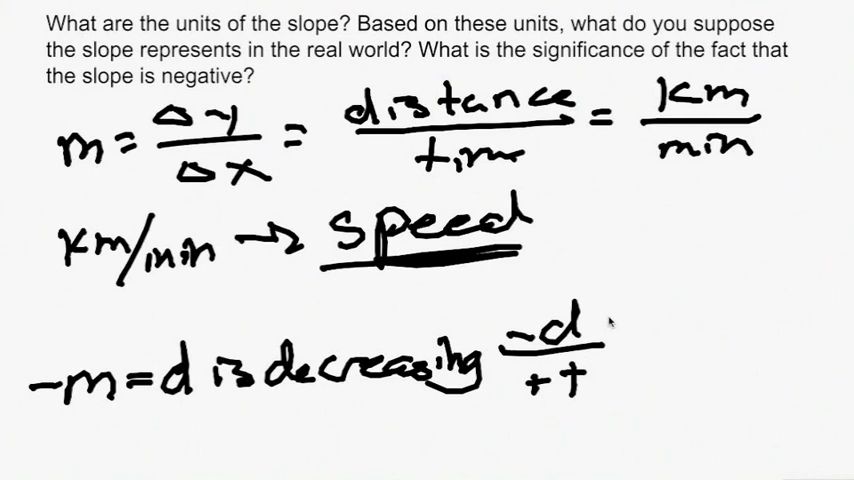 What are the units of the slope? Based on these units, what do you suppose
the slope represents in the real world? What is the significance of the fact that
the slope is negative?
m = Δy/Δx = distance/time = km/min
km/min → speed
-m = d is decreasing -d/+t